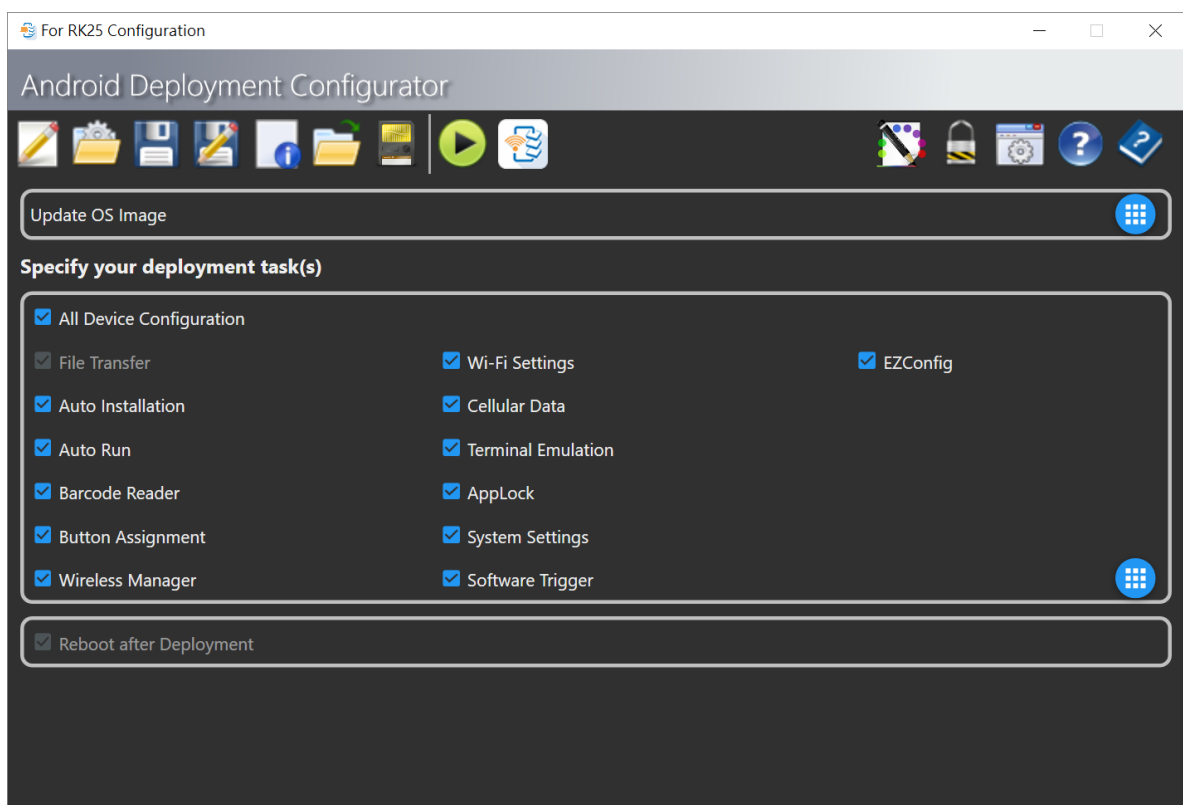 For RK25 Configuration
Android Deployment Configurator
Update OS Image
Specify your deployment task(s)
All Device Configuration
File Transfer Wi-Fi Settings EZConfig
Auto Installation Cellular Data
Auto Run Terminal Emulation
Barcode Reader AppLock
Button Assignment System Settings
Wireless Manager Software Trigger
Reboot after Deployment